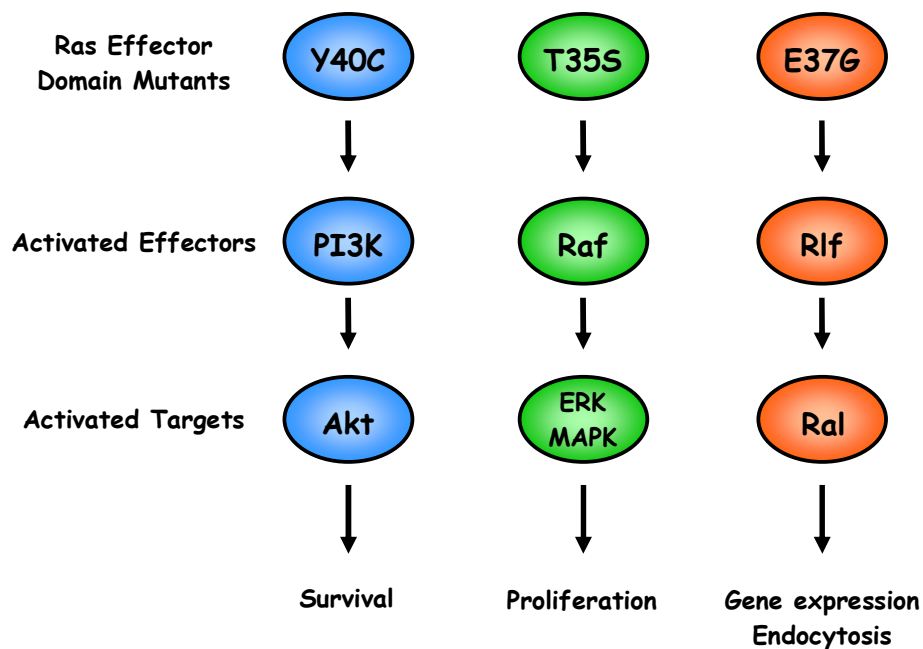 Ras Effector
Domain Mutants
Y40C
T35S
E37G
Activated Effectors
PI3K
Raf
Rlf
Activated Targets
Akt
ERK
MAPK
Ral
Survival
Proliferation
Gene expression
Endocytosis